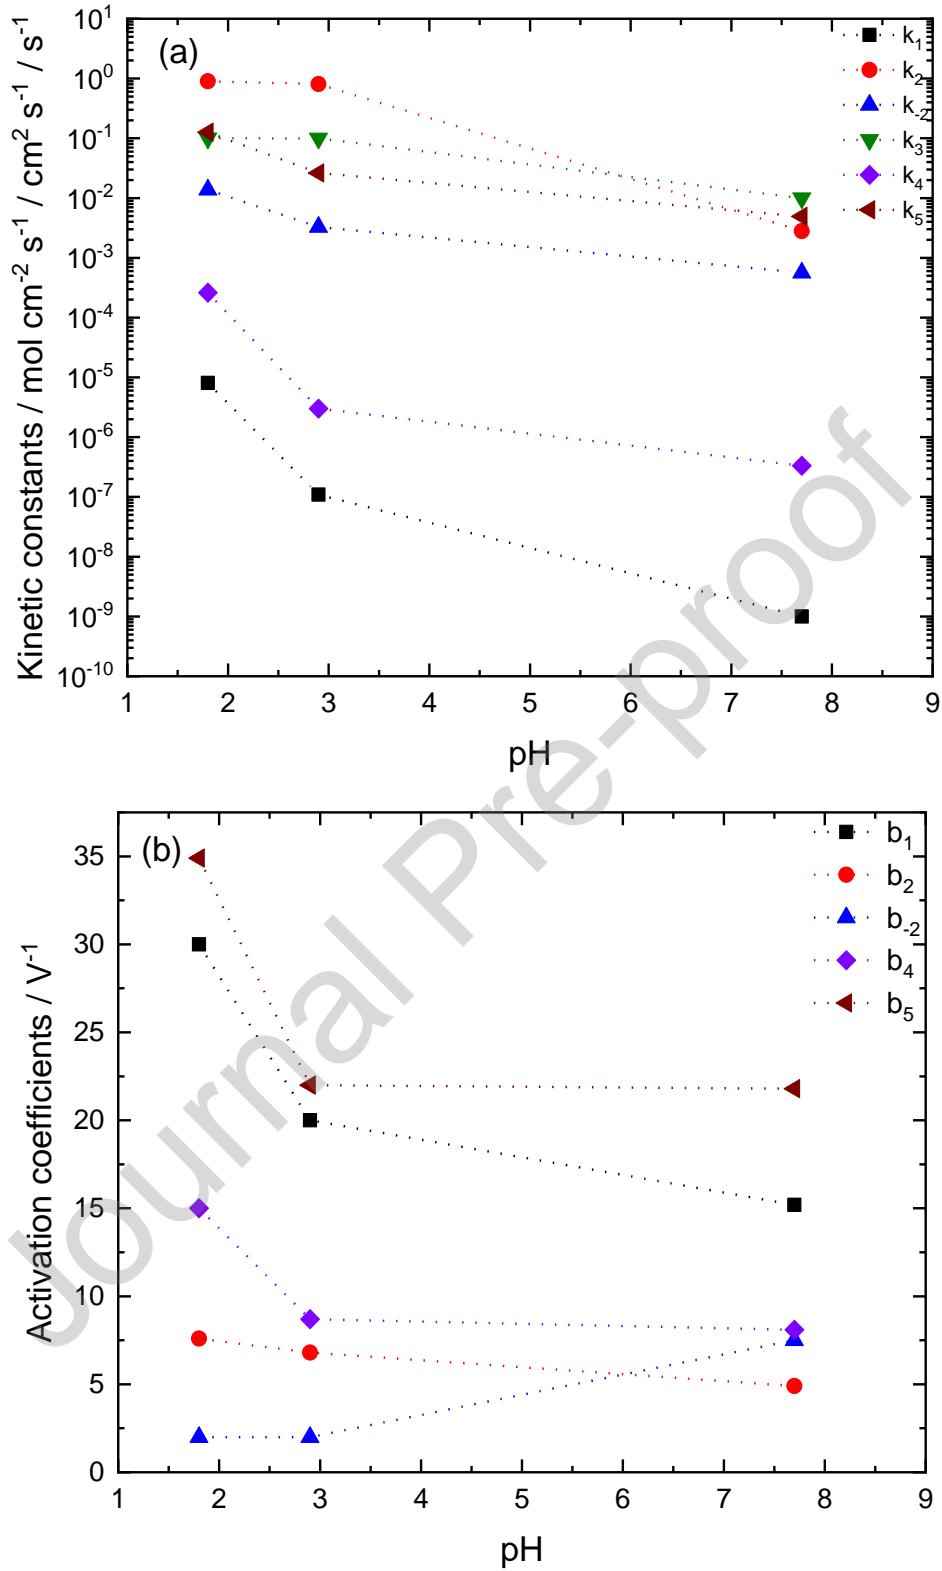 (a)
k1
k2
k-2
k3
k4
k5
10^1
10^0
10^-1
10^-2
10^-3
10^-4
10^-5
10^-6
10^-7
10^-8
10^-9
10^-10
Kinetic constants / mol cm^-2 s^-1 / cm^2 s^-1 / s^-1
1 2 3 4 5 6 7 8 9
pH
(b)
b1
b2
b-2
b4
b5
35
30
25
20
15
10
5
0
Activation coefficients / V^-1
1 2 3 4 5 6 7 8 9
pH
Journal Pre-proof